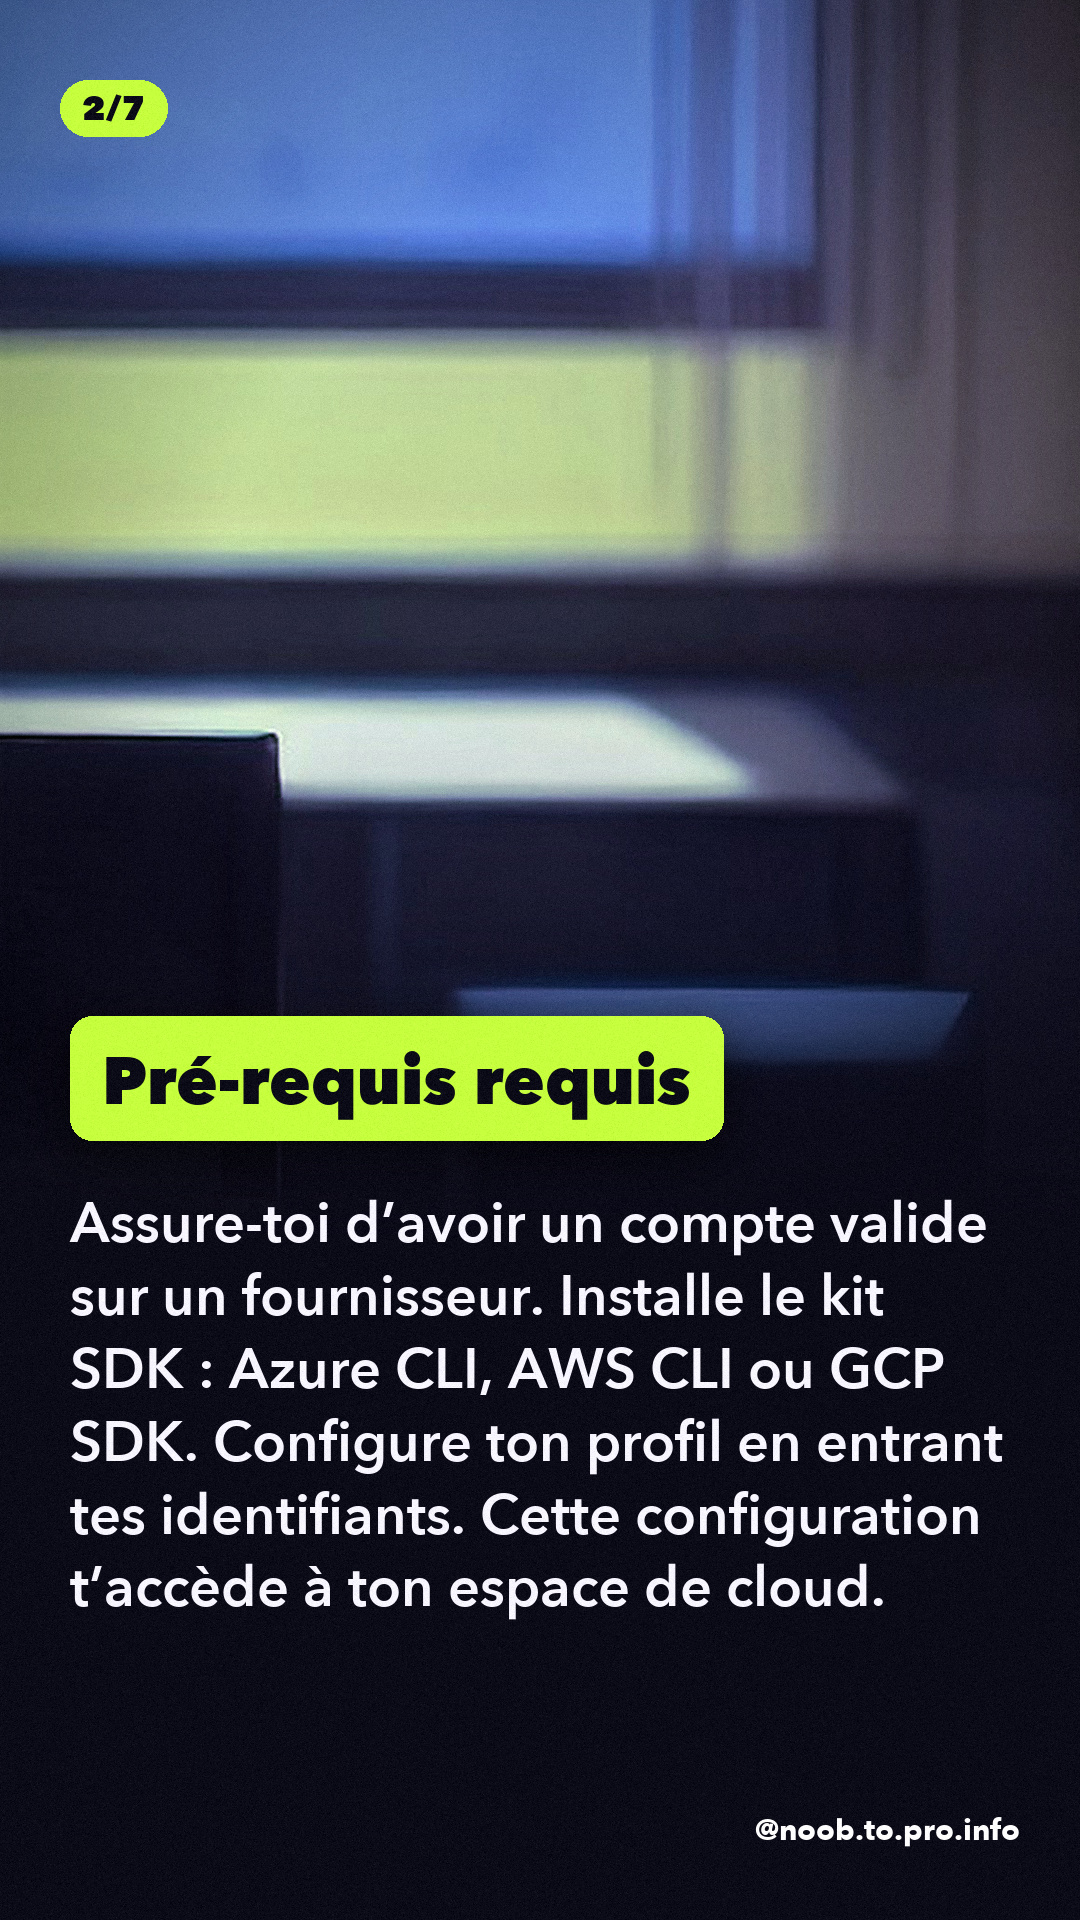 2/7
Pré-requis requis
Assure-toi d’avoir un compte valide
sur un fournisseur. Installe le kit
SDK : Azure CLI, AWS CLI ou GCP
SDK. Configure ton profil en entrant
tes identifiants. Cette configuration
t’accède à ton espace de cloud.
@noob.to.pro.info